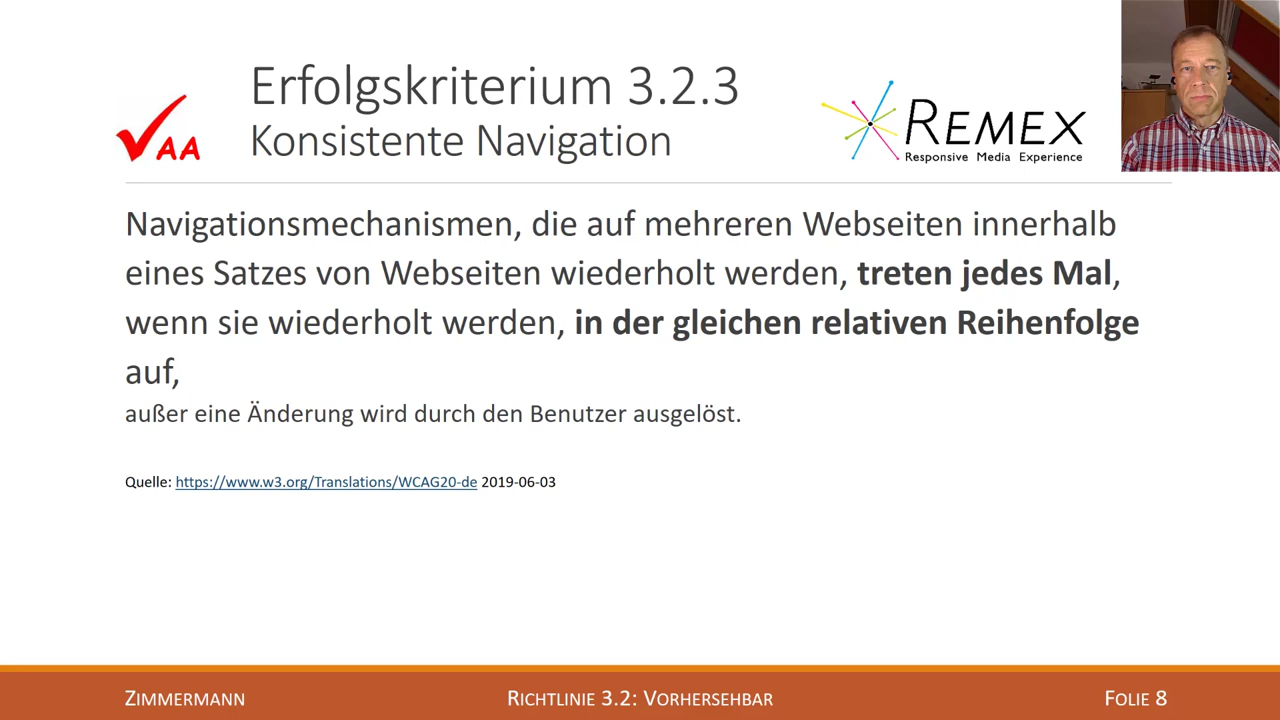 Erfolgskriterium 3.2.3
Konsistente Navigation
AA
REMEX
Responsive Media Experience
Navigationsmechanismen, die auf mehreren Webseiten innerhalb
eines Satzes von Webseiten wiederholt werden, treten jedes Mal,
wenn sie wiederholt werden, in der gleichen relativen Reihenfolge
auf,
außer eine Änderung wird durch den Benutzer ausgelöst.
Quelle: https://www.w3.org/Translations/WCAG20-de 2019-06-03
ZIMMERMANN
RICHTLINIE 3.2: VORHERSEHBAR
FOLIE 8